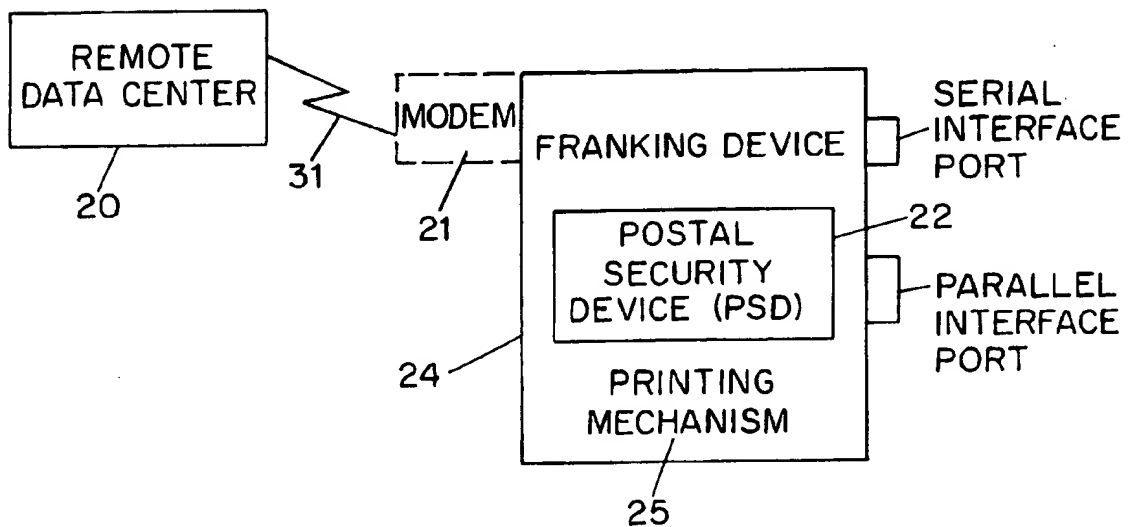 REMOTE
DATA CENTER
20
31
MODEM
21
FRANKING DEVICE
POSTAL
SECURITY
DEVICE (PSD)
22
24
PRINTING
MECHANISM
25
SERIAL
INTERFACE
PORT
PARALLEL
INTERFACE
PORT